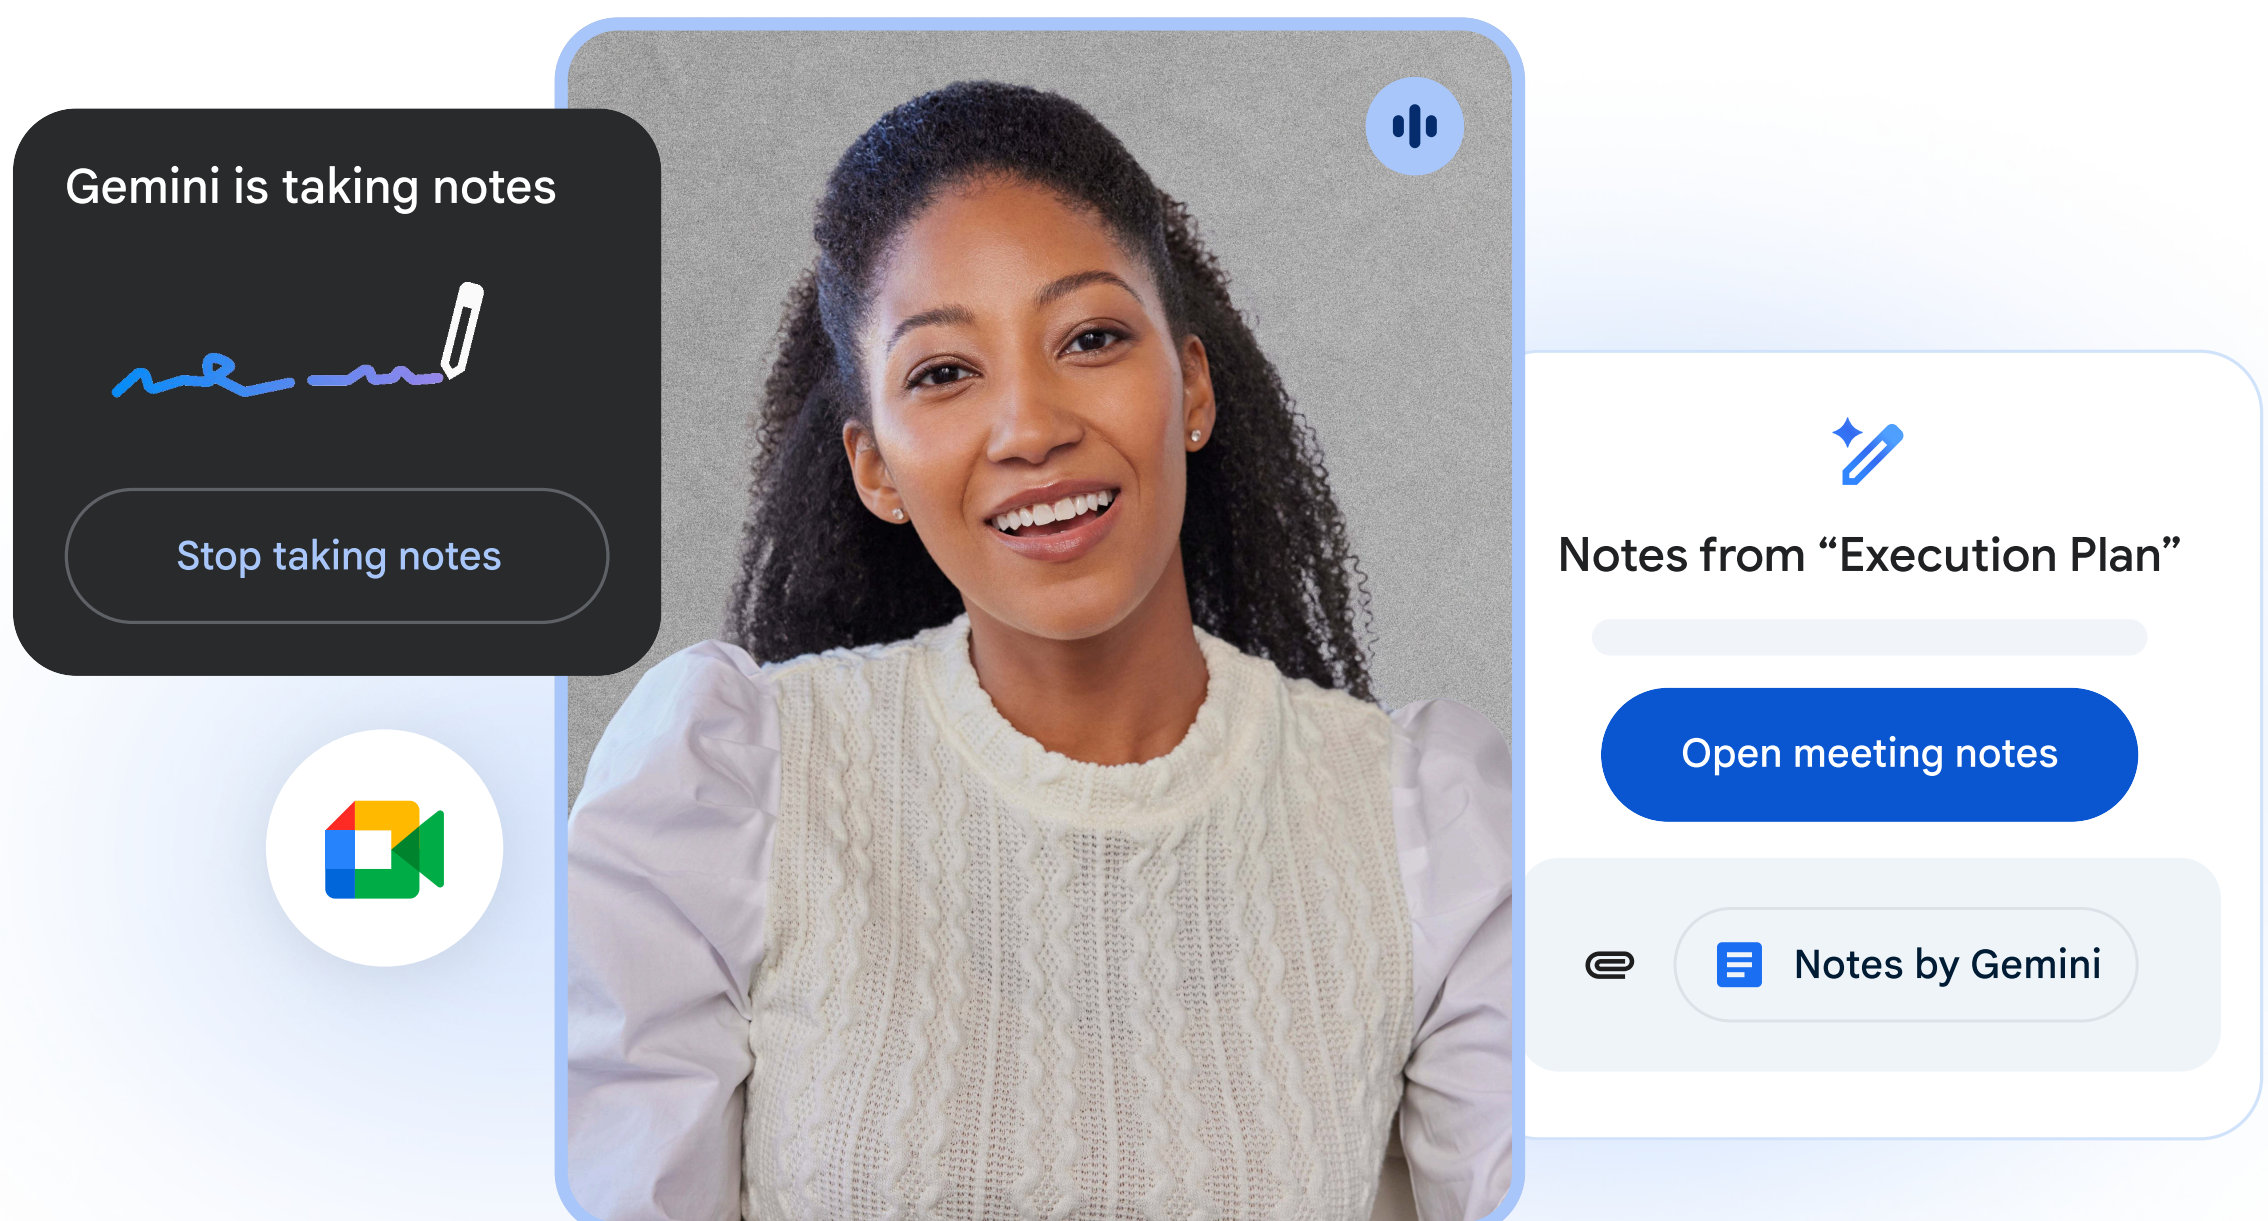 Gemini is taking notes
Stop taking notes
Notes from “Execution Plan”
Open meeting notes
Notes by Gemini